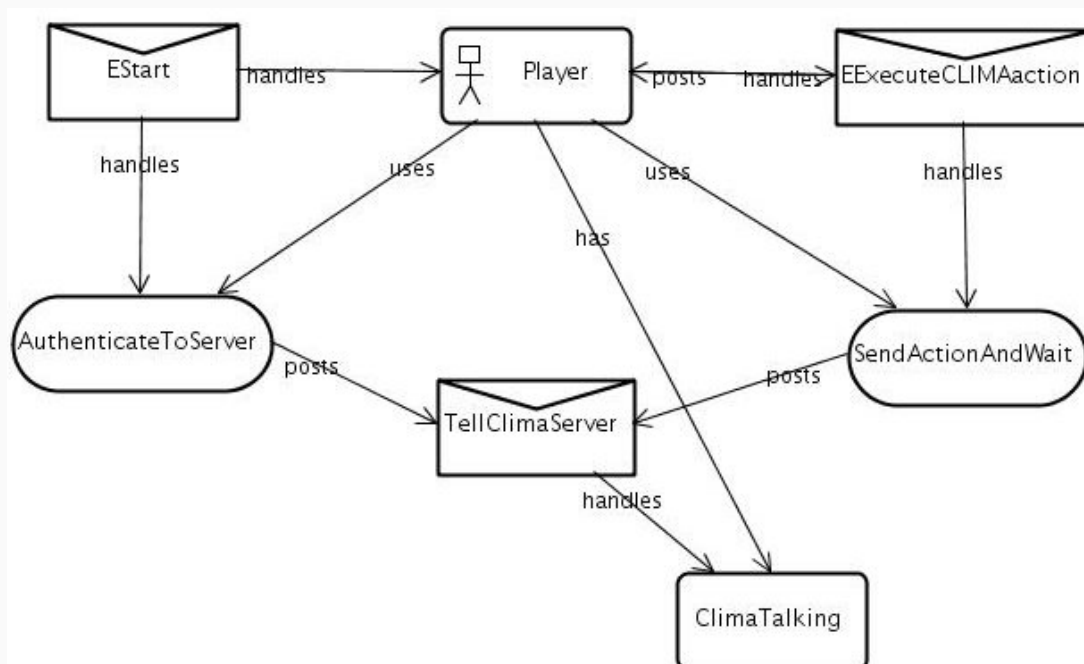 EStart
handles
Player
posts
handles
EExecuteCLIMAaction
handles
uses
uses
handles
has
AuthenticateToServer
posts
SendActionAndWait
posts
TellClimaServer
handles
ClimaTalking